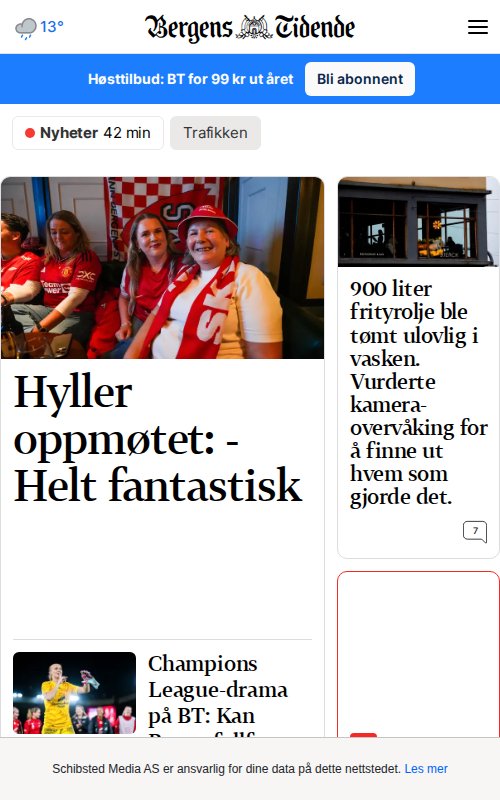 13°
Bergens Tidende
Høsttilbud: BT for 99 kr ut året
Bli abonnent
Nyheter 42 min
Trafikken
Hyller
oppmøtet: -
Helt fantastisk
900 liter
frityrolje ble
tømt ulovlig i
vasken.
Vurderte
kamera-
overvåking for
å finne ut
hvem som
gjorde det.
7
Champions
League-drama
på BT: Kan
Schibsted Media AS er ansvarlig for dine data på dette nettstedet. Les mer